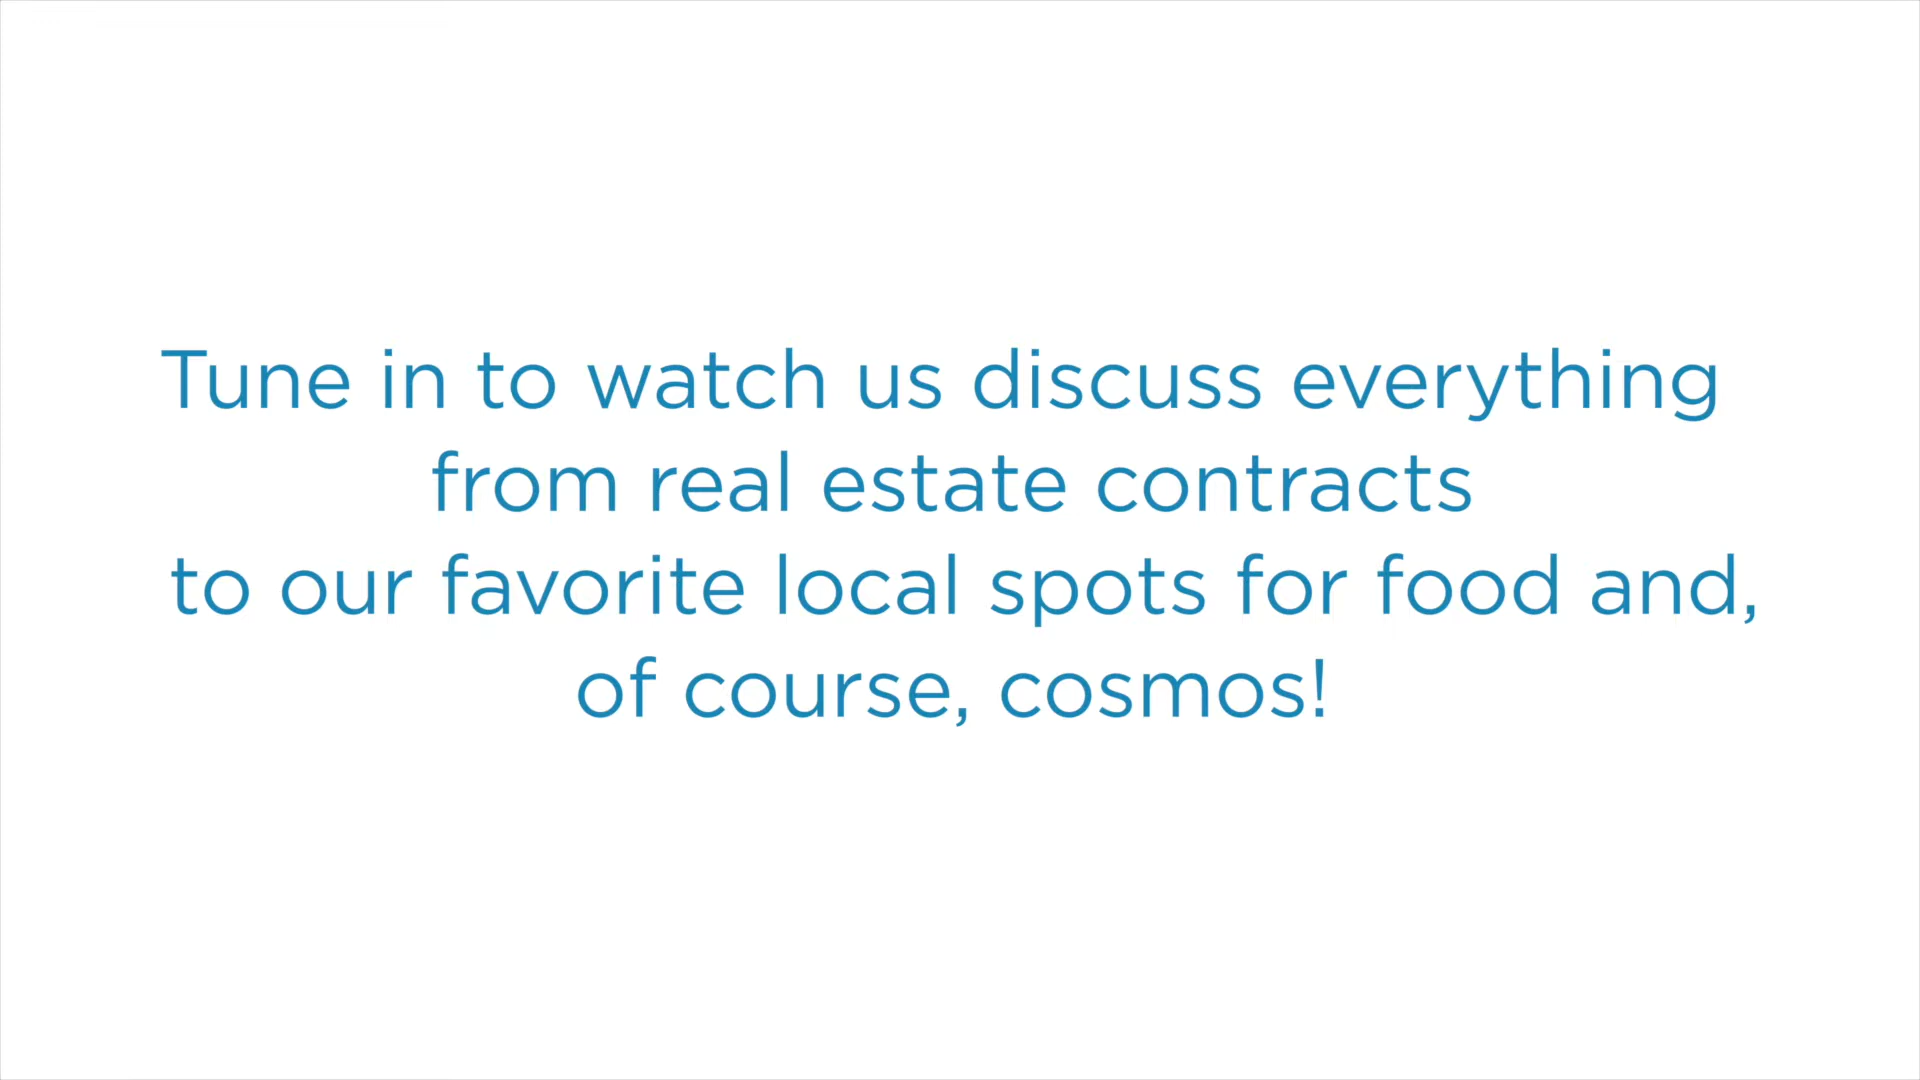 Tune in to watch us discuss everything
from real estate contracts
to our favorite local spots for food and,
of course, cosmos!